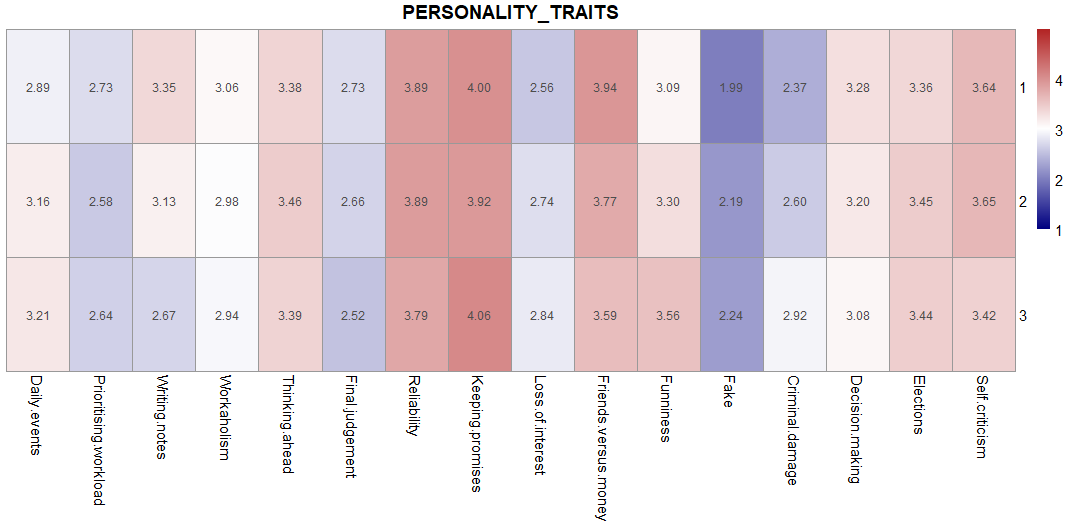 PERSONALITY_TRAITS
2.89 2.73 3.35 3.06 3.38 2.73 3.89 4.00 2.56 3.94 3.09 1.99 2.37 3.28 3.36 3.64 1
3.16 2.58 3.13 2.98 3.46 2.66 3.89 3.92 2.74 3.77 3.30 2.19 2.60 3.20 3.45 3.65 2
3.21 2.64 2.67 2.94 3.39 2.52 3.79 4.06 2.84 3.59 3.56 2.24 2.92 3.08 3.44 3.42 3
Daily.events
Prioritising.workload
Writing.notes
Workaholism
Thinking.ahead
Final.judgement
Reliability
Keeping.promises
Loss.of.interest
Friends.versus.money
Funniness
Fake
Criminal.damage
Decision.making
Elections
Self.criticism
4
3
2
1